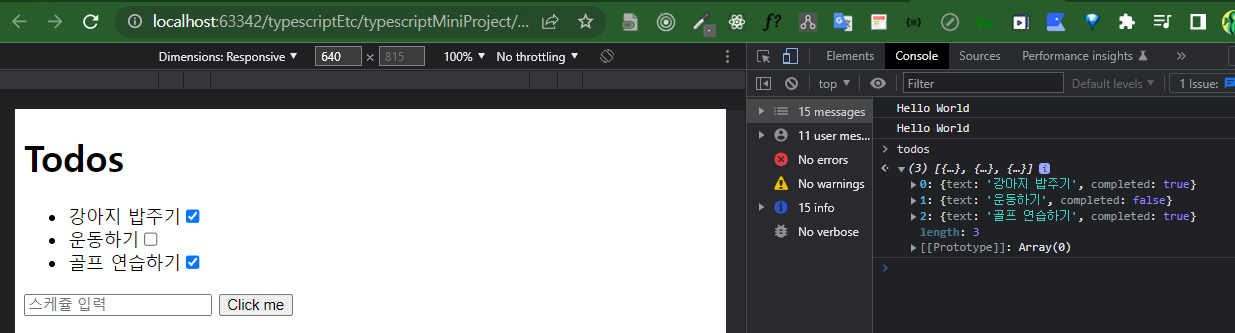 localhost:63342/typescriptEtc/typescriptMiniProject/...
Dimensions: Responsive 640 × 815 100% No throttling
Elements Console Sources Performance insights
top Filter Default levels 1 Issue:
Todos
강아지 밥주기
운동하기
골프 연습하기
스케쥴 입력 Click me
15 messages
11 user mes...
No errors
No warnings
15 info
No verbose
Hello World
Hello World
todos
(3) [{…}, {…}, {…}]
0: {text: '강아지 밥주기', completed: true}
1: {text: '운동하기', completed: false}
2: {text: '골프 연습하기', completed: true}
length: 3
[[Prototype]]: Array(0)